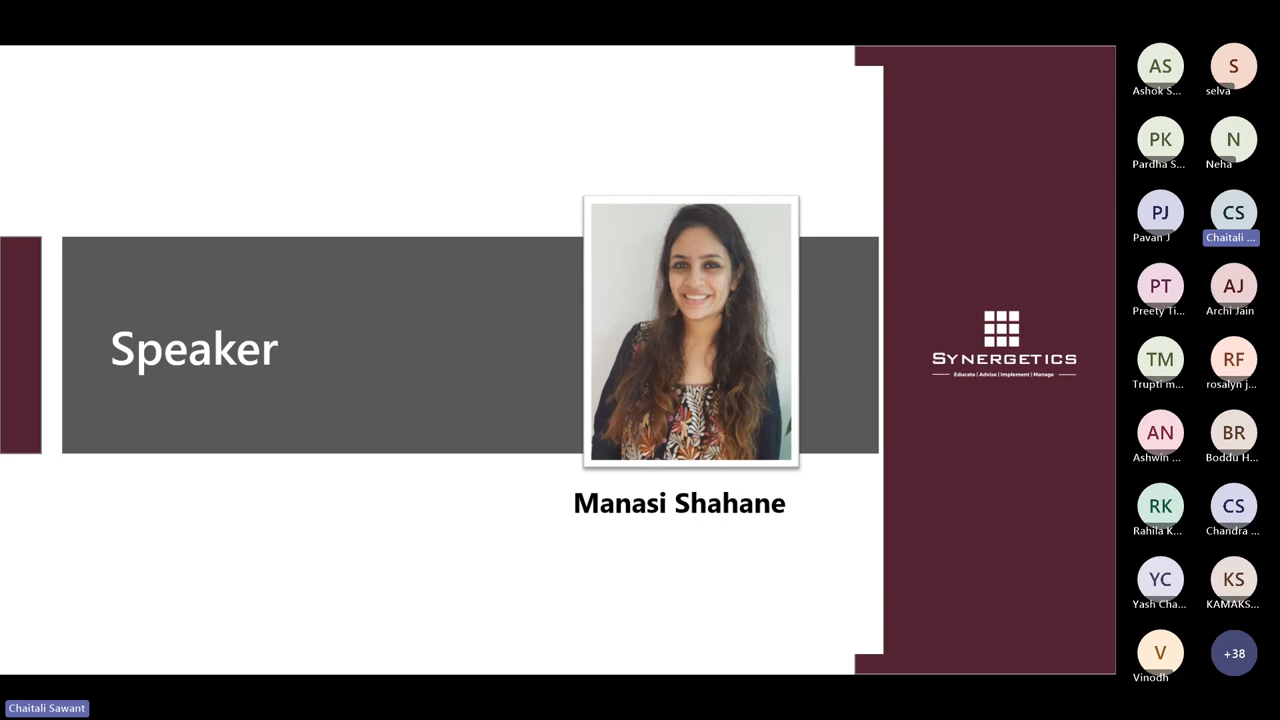 Speaker
Manasi Shahane
SYNERGETICS
Educate | Advise | Implement | Manage
AS
Ashok S...
S
selva
PK
Pardha S...
N
Neha
PJ
Pavan J
CS
Chaitali ...
PT
Preety Ti...
AJ
Archi Jain
TM
Trupti m...
RF
rosalyn j...
AN
Ashwin ...
BR
Boddu H...
RK
Rahila K...
CS
Chandra ...
YC
Yash Cha...
KS
KAMAKS...
V
Vinodh
+38
Chaitali Sawant